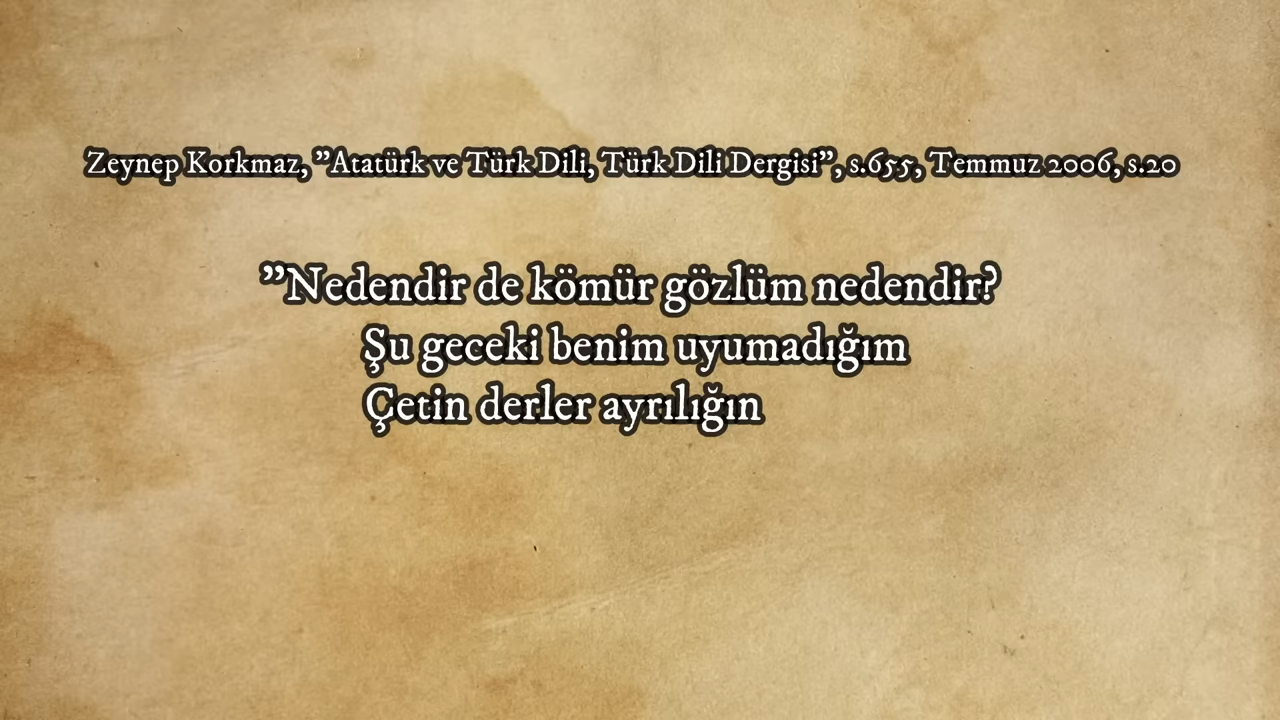 Zeynep Korkmaz, ”Atatürk ve Türk Dili, Türk Dili Dergisi”, s.655, Temmuz 2006, s.20
”Nedendir de kömür gözlüm nedendir?
Şu geceki benim uyumadığım
Çetin derler ayrılığın